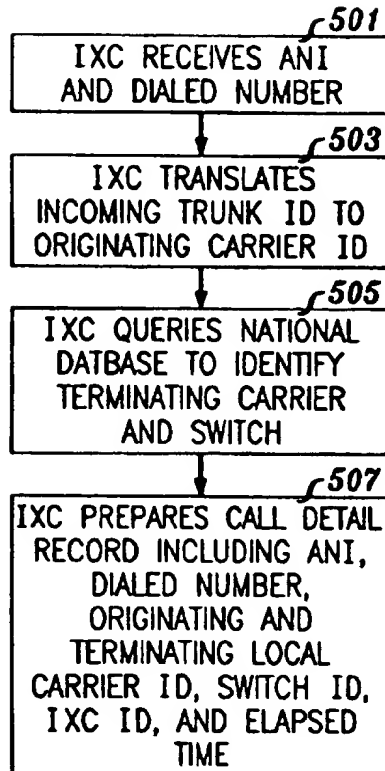 501
IXC RECEIVES ANI
AND DIALED NUMBER
503
IXC TRANSLATES
INCOMING TRUNK ID TO
ORIGINATING CARRIER ID
505
IXC QUERIES NATIONAL
DATBASE TO IDENTIFY
TERMINATING CARRIER
AND SWITCH
507
IXC PREPARES CALL DETAIL
RECORD INCLUDING ANI,
DIALED NUMBER,
ORIGINATING AND
TERMINATING LOCAL
CARRIER ID, SWITCH ID,
IXC ID, AND ELAPSED
TIME